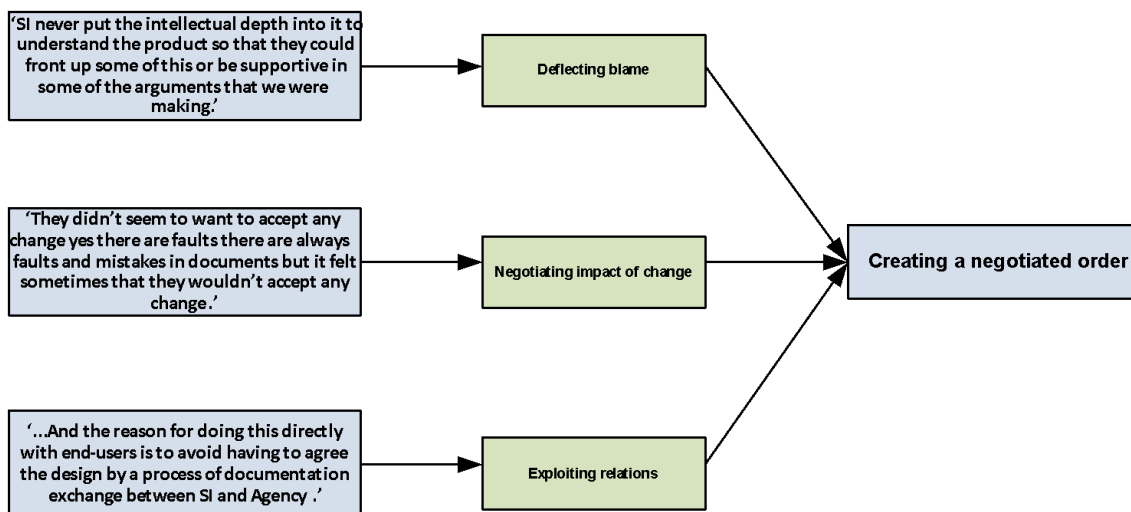 ‘SI never put the intellectual depth into it to
understand the product so that they could
front up some of this or be supportive in
some of the arguments that we were
making.’
Deflecting blame
‘They didn’t seem to want to accept any
change yes there are faults there are always
faults and mistakes in documents but it felt
sometimes that they wouldn’t accept any
change.’
Negotiating impact of change
Creating a negotiated order
‘...And the reason for doing this directly
with end-users is to avoid having to agree
the design by a process of documentation
exchange between SI and Agency .’
Exploiting relations